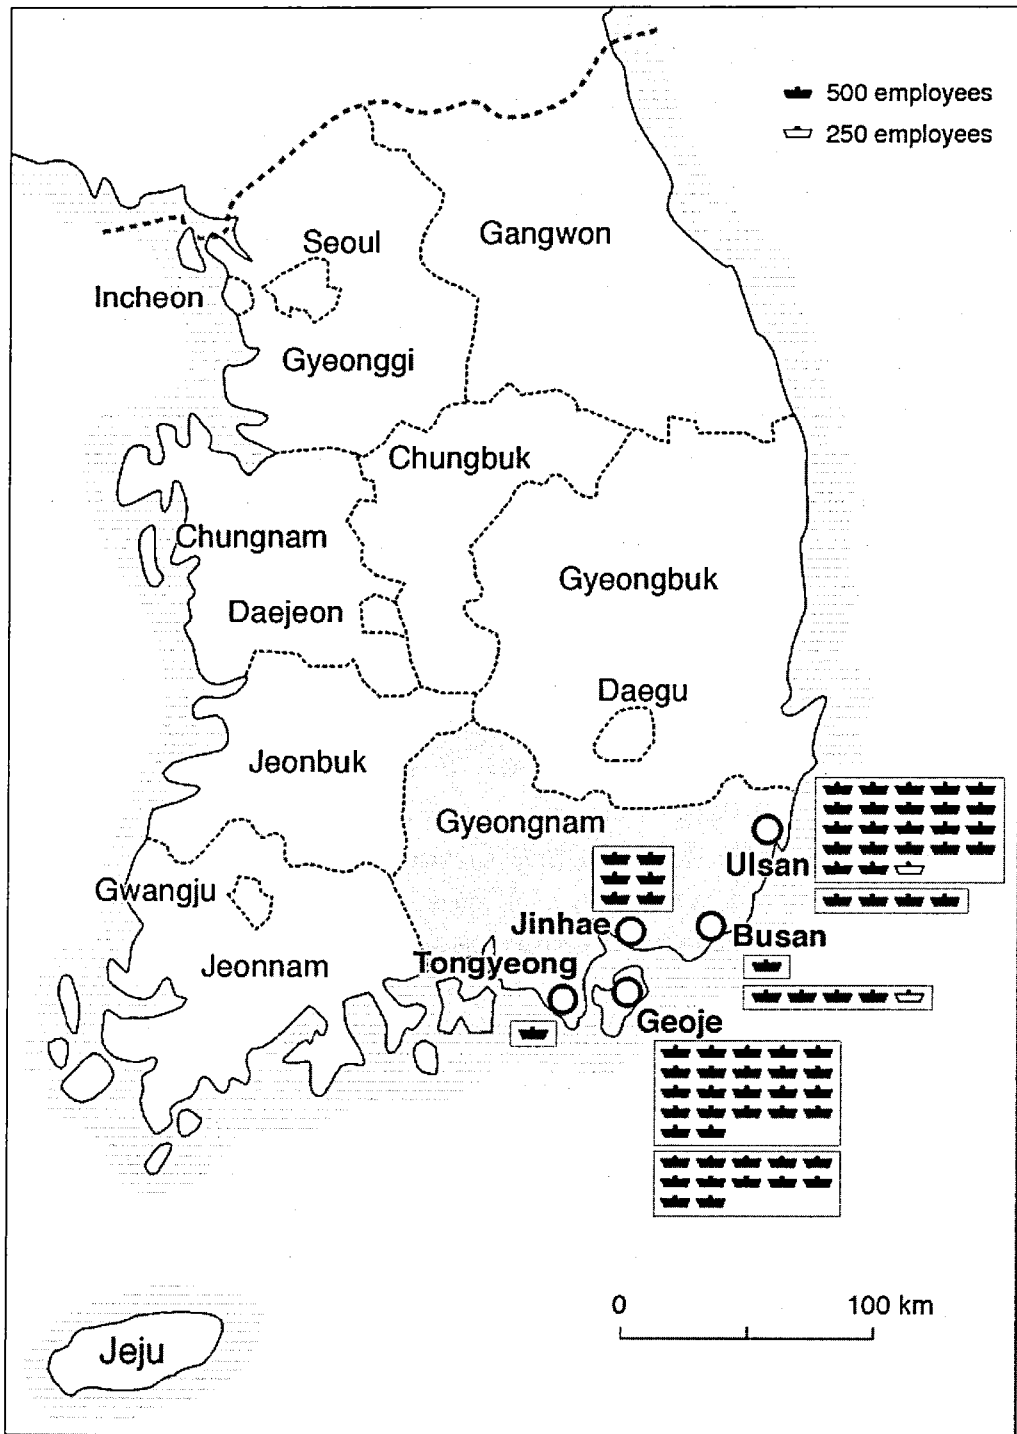 500 employees
250 employees
Seoul
Gangwon
Incheon
Gyeonggi
Chungbuk
Chungnam
Gyeongbuk
Daejeon
Daegu
Jeonbuk
Gyeongnam
Ulsan
Gwangju
Jinhae
Busan
Jeonnam
Tongyeong
Geoje
0 100 km
Jeju